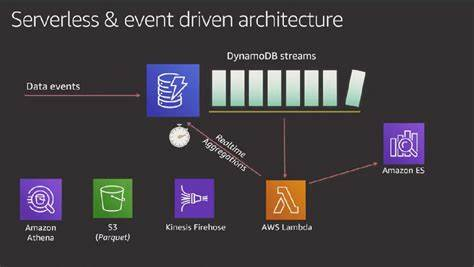 Serverless & event driven architecture
DynamoDB streams
Data events
Realtime
Aggregations
Amazon ES
Amazon
Athena
S3
(Parquet)
Kinesis Firehose
AWS Lambda